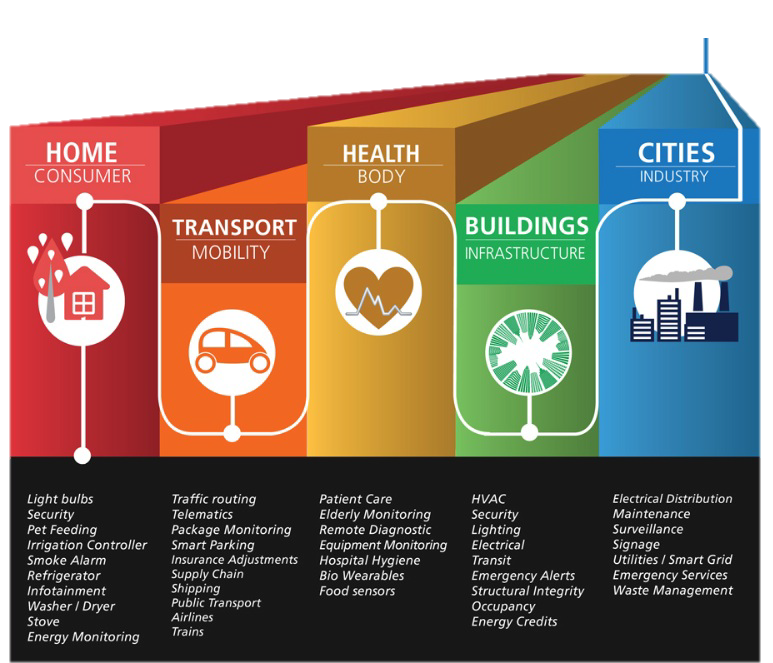 HOME
CONSUMER
TRANSPORT
MOBILITY
HEALTH
BODY
BUILDINGS
INFRASTRUCTURE
CITIES
INDUSTRY
Light bulbs
Security
Pet Feeding
Irrigation Controller
Smoke Alarm
Refrigerator
Infotainment
Washer / Dryer
Stove
Energy Monitoring
Traffic routing
Telematics
Package Monitoring
Smart Parking
Insurance Adjustments
Supply Chain
Shipping
Public Transport
Airlines
Trains
Patient Care
Elderly Monitoring
Remote Diagnostic
Equipment Monitoring
Hospital Hygiene
Bio Wearables
Food sensors
HVAC
Security
Lighting
Electrical
Transit
Emergency Alerts
Structural Integrity
Occupancy
Energy Credits
Electrical Distribution
Maintenance
Surveillance
Signage
Utilities / Smart Grid
Emergency Services
Waste Management